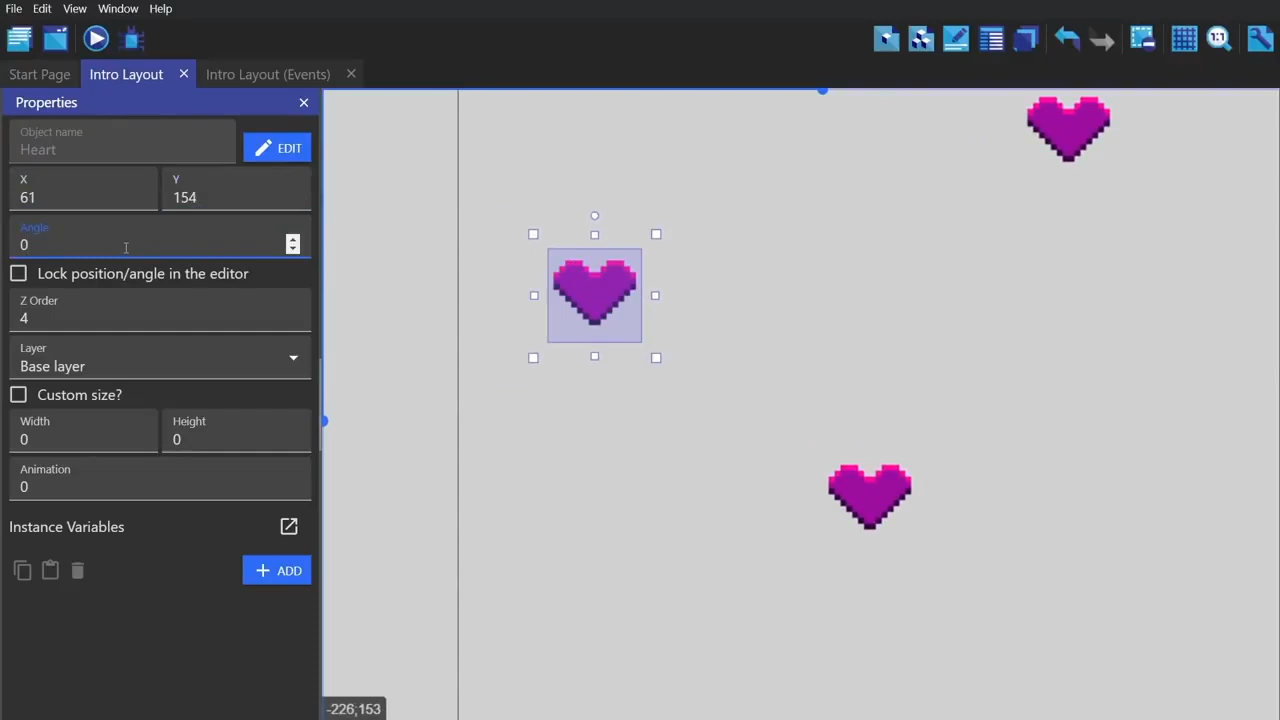 File Edit View Window Help
1:1
Start Page Intro Layout Intro Layout (Events)
Properties
Object name
Heart
EDIT
X
61
Y
154
Angle
0
Lock position/angle in the editor
Z Order
4
Layer
Base layer
Custom size?
Width
0
Height
0
Animation
0
Instance Variables
ADD
-226;153